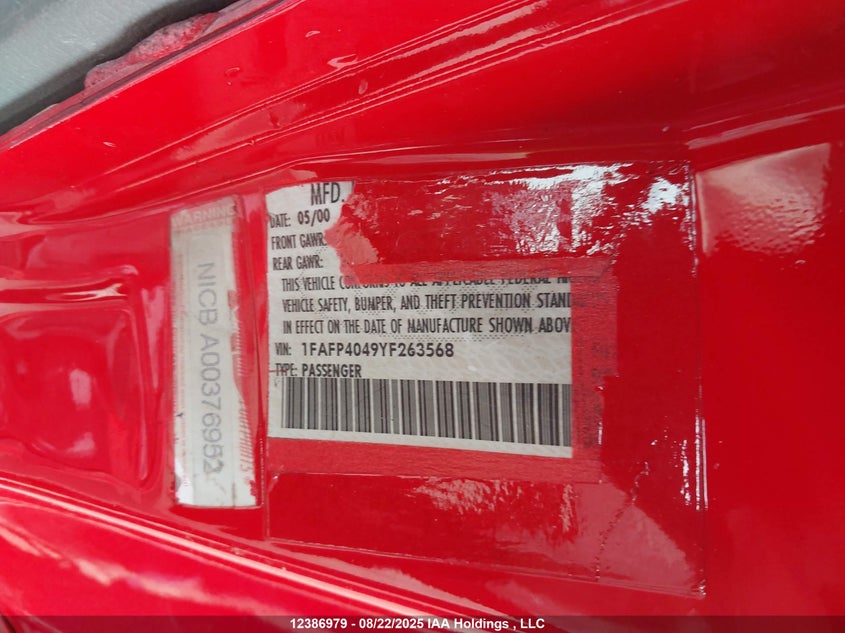 MFD.
DATE: 05/00
FRONT GAWR:
REAR GAWR:
THIS VEHICLE CONFORMS TO ALL APPLICABLE FEDERAL
VEHICLE SAFETY, BUMPER, AND THEFT PREVENTION STAND
IN EFFECT ON THE DATE OF MANUFACTURE SHOWN ABOV
VIN: 1FAFP4049YF263568
TYPE: PASSENGER
WARNING
NICB A00376952
12386979 - 08/22/2025 IAA Holdings , LLC